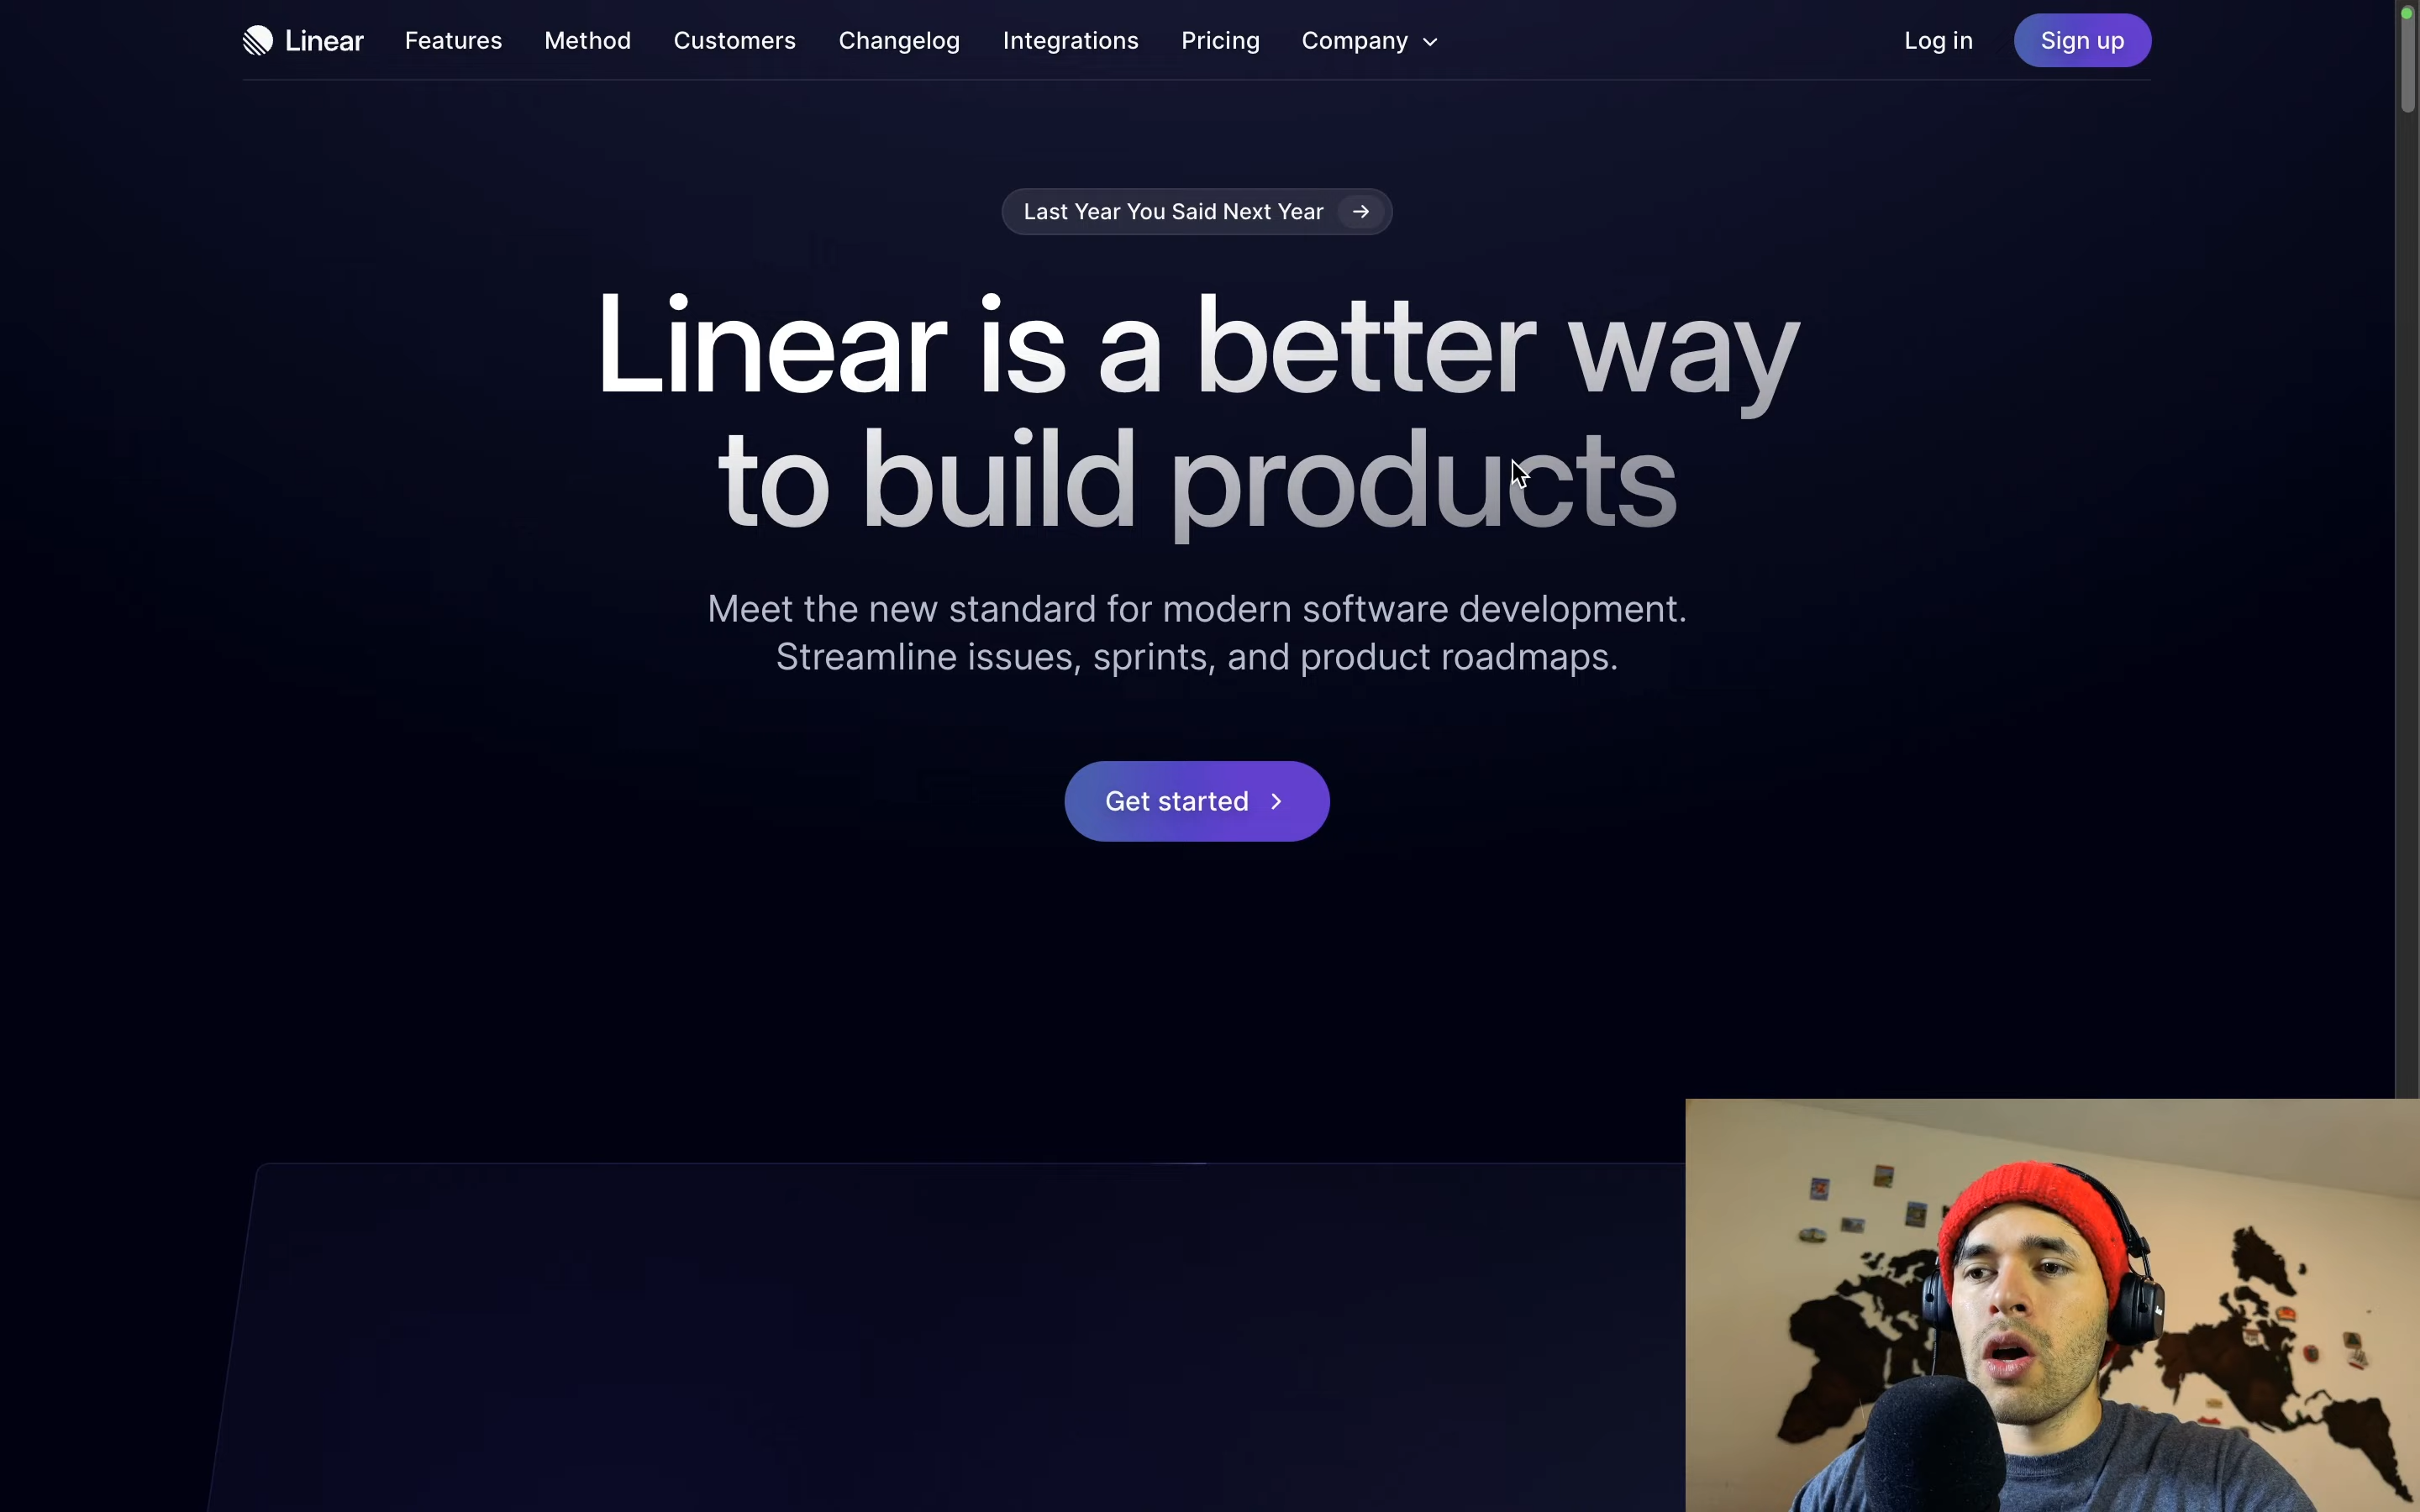 Linear
Features
Method
Customers
Changelog
Integrations
Pricing
Company
Log in
Sign up
Last Year You Said Next Year
Linear is a better way
to build products
Meet the new standard for modern software development.
Streamline issues, sprints, and product roadmaps.
Get started